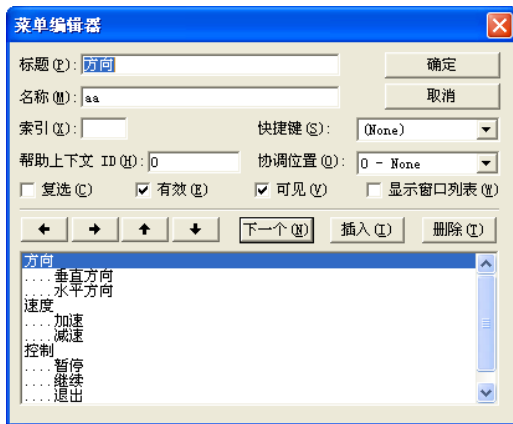 菜单编辑器
标题(P): 方向 确定
名称(M): aa 取消
索引(X): 快捷键(S): (None)
帮助上下文 ID(H): 0 协调位置(O): 0 - None
复选(C) 有效(E) 可见(V) 显示窗口列表(W)
下一个(N) 插入(I) 删除(T)
方向
....垂直方向
....水平方向
速度
....加速
....减速
控制
....暂停
....继续
....退出